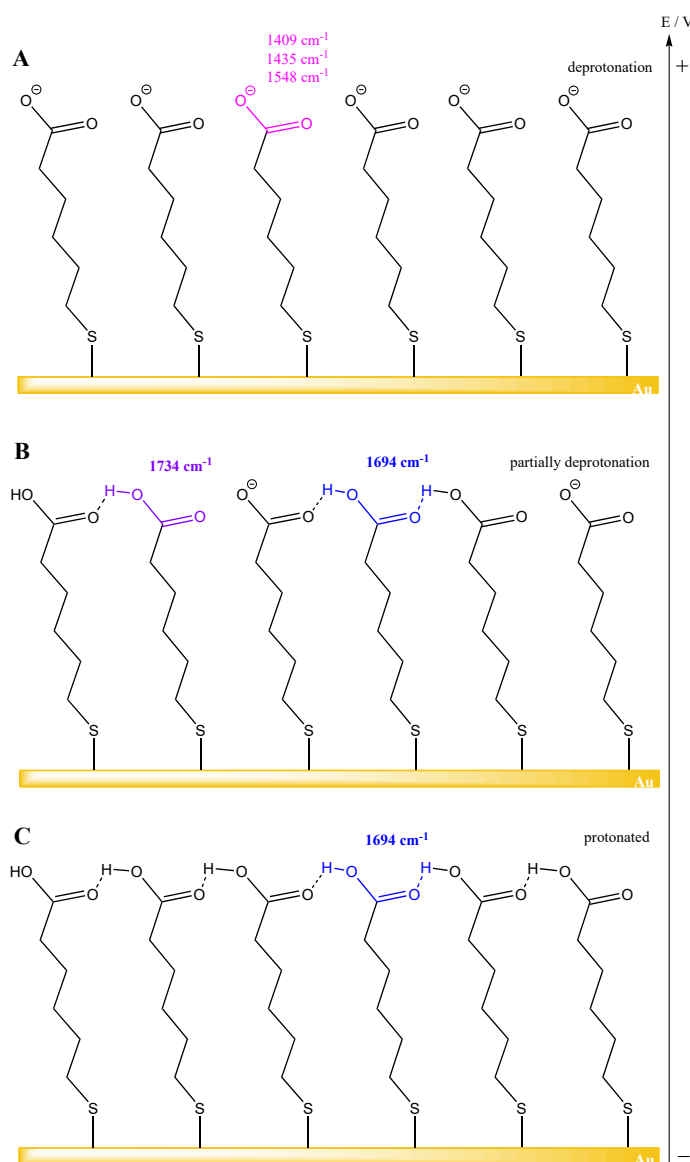 E / V
A
1409 cm⁻¹
1435 cm⁻¹
1548 cm⁻¹
deprotonation
+
⊖ ⊖ ⊖ ⊖ ⊖ ⊖
O O O O O O O O O O O O
S S S S S S
Au
B
1734 cm⁻¹ 1694 cm⁻¹ partially deprotonation
⊖ ⊖
HO O H O O O O H O O H O O O O
S S S S S S
Au
C
1694 cm⁻¹ protonated
HO O H O O H O O H O O H O O H O O
S S S S S S
Au
−